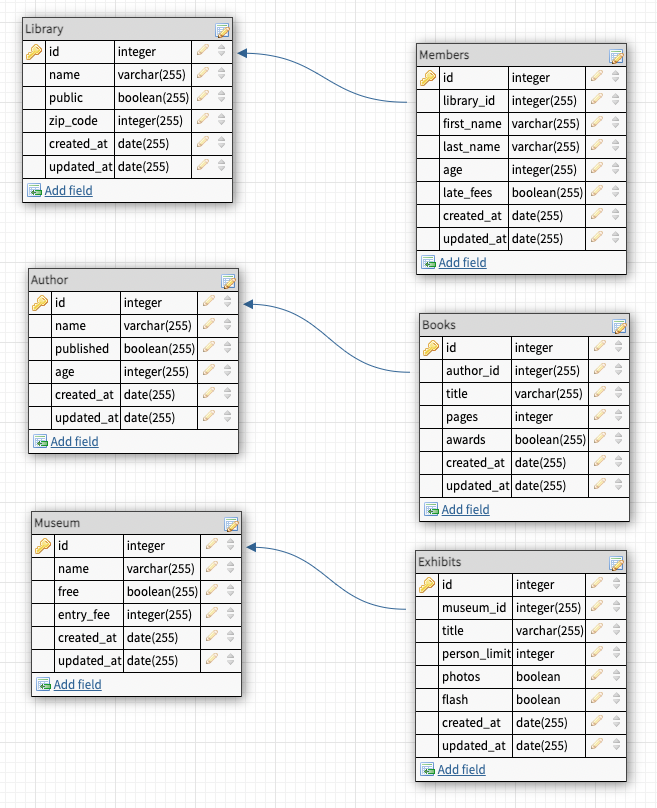 Library
id integer
name varchar(255)
public boolean(255)
zip_code integer(255)
created_at date(255)
updated_at date(255)
Add field
Members
id integer
library_id integer(255)
first_name varchar(255)
last_name varchar(255)
age integer(255)
late_fees boolean(255)
created_at date(255)
updated_at date(255)
Add field
Author
id integer
name varchar(255)
published boolean(255)
age integer(255)
created_at date(255)
updated_at date(255)
Add field
Books
id integer
author_id integer(255)
title varchar(255)
pages integer
awards boolean(255)
created_at date(255)
updated_at date(255)
Add field
Museum
id integer
name varchar(255)
free boolean(255)
entry_fee integer(255)
created_at date(255)
updated_at date(255)
Add field
Exhibits
id integer
museum_id integer(255)
title varchar(255)
person_limit integer
photos boolean
flash boolean
created_at date(255)
updated_at date(255)
Add field